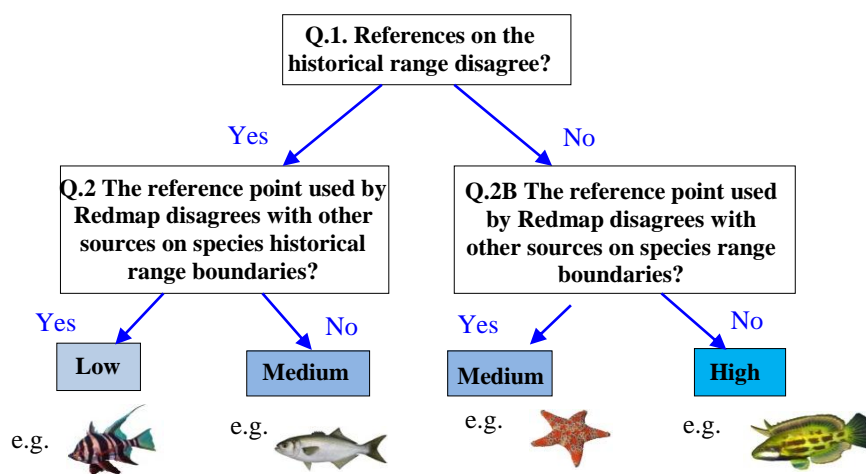 Q.1. References on the
historical range disagree?
Yes
No
Q.2 The reference point used by
Redmap disagrees with other
sources on species historical
range boundaries?
Q.2B The reference point used
by Redmap disagrees with
other sources on species range
boundaries?
Yes
No
Yes
No
Low
Medium
Medium
High
e.g.
e.g.
e.g.
e.g.